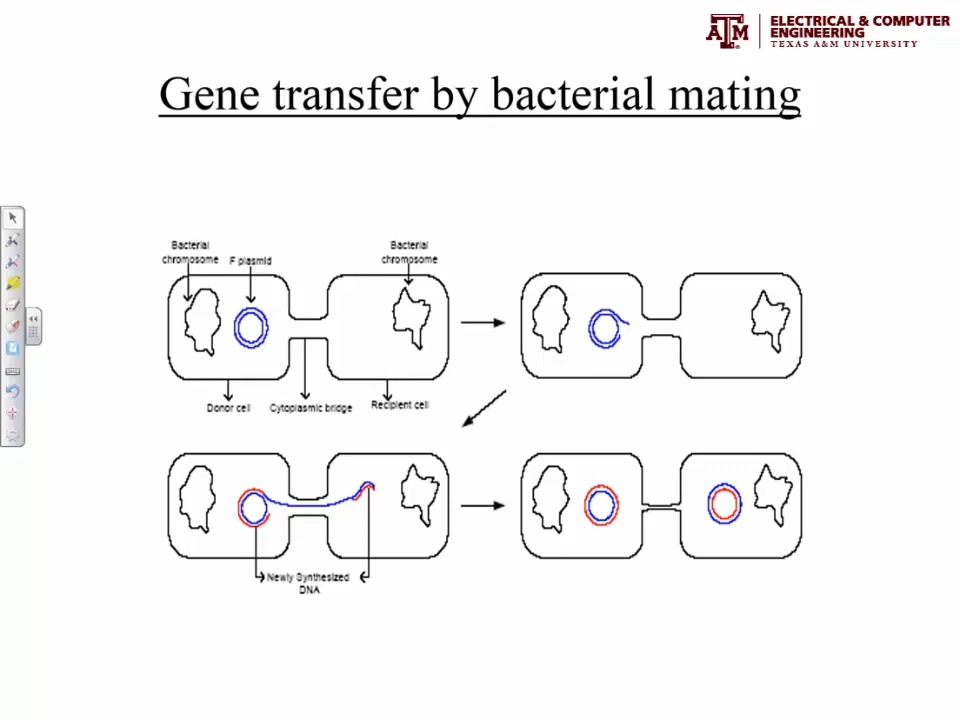 ELECTRICAL & COMPUTER
ENGINEERING
TEXAS A&M UNIVERSITY
Gene transfer by bacterial mating
Bacterial
chromosome
F plasmid
Bacterial
chromosome
Donor cell
Cytoplasmic bridge
Recipient cell
Newly Synthesized
DNA